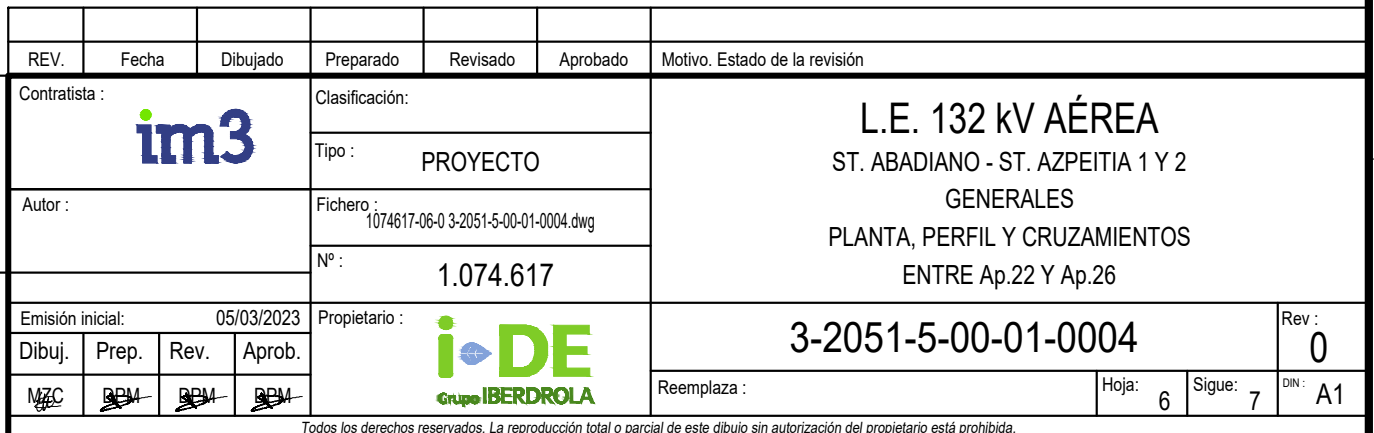 REV. Fecha Dibujado Preparado Revisado Aprobado Motivo. Estado de la revisión
Contratista :
im3
Clasificación:
Tipo :
PROYECTO
Autor :
Fichero :
1074617-06-0 3-2051-5-00-01-0004.dwg
Nº :
1.074.617
L.E. 132 kV AÉREA
ST. ABADIANO - ST. AZPEITIA 1 Y 2
GENERALES
PLANTA, PERFIL Y CRUZAMIENTOS
ENTRE Ap.22 Y Ap.26
Emisión inicial: 05/03/2023
Dibuj. Prep. Rev. Aprob.
MZC DPM DPM DPM
Propietario :
i-DE
Grupo IBERDROLA
3-2051-5-00-01-0004
Rev :
0
Reemplaza :
Hoja: 6
Sigue: 7
DIN : A1
Todos los derechos reservados. La reproducción total o parcial de este dibujo sin autorización del propietario está prohibida.